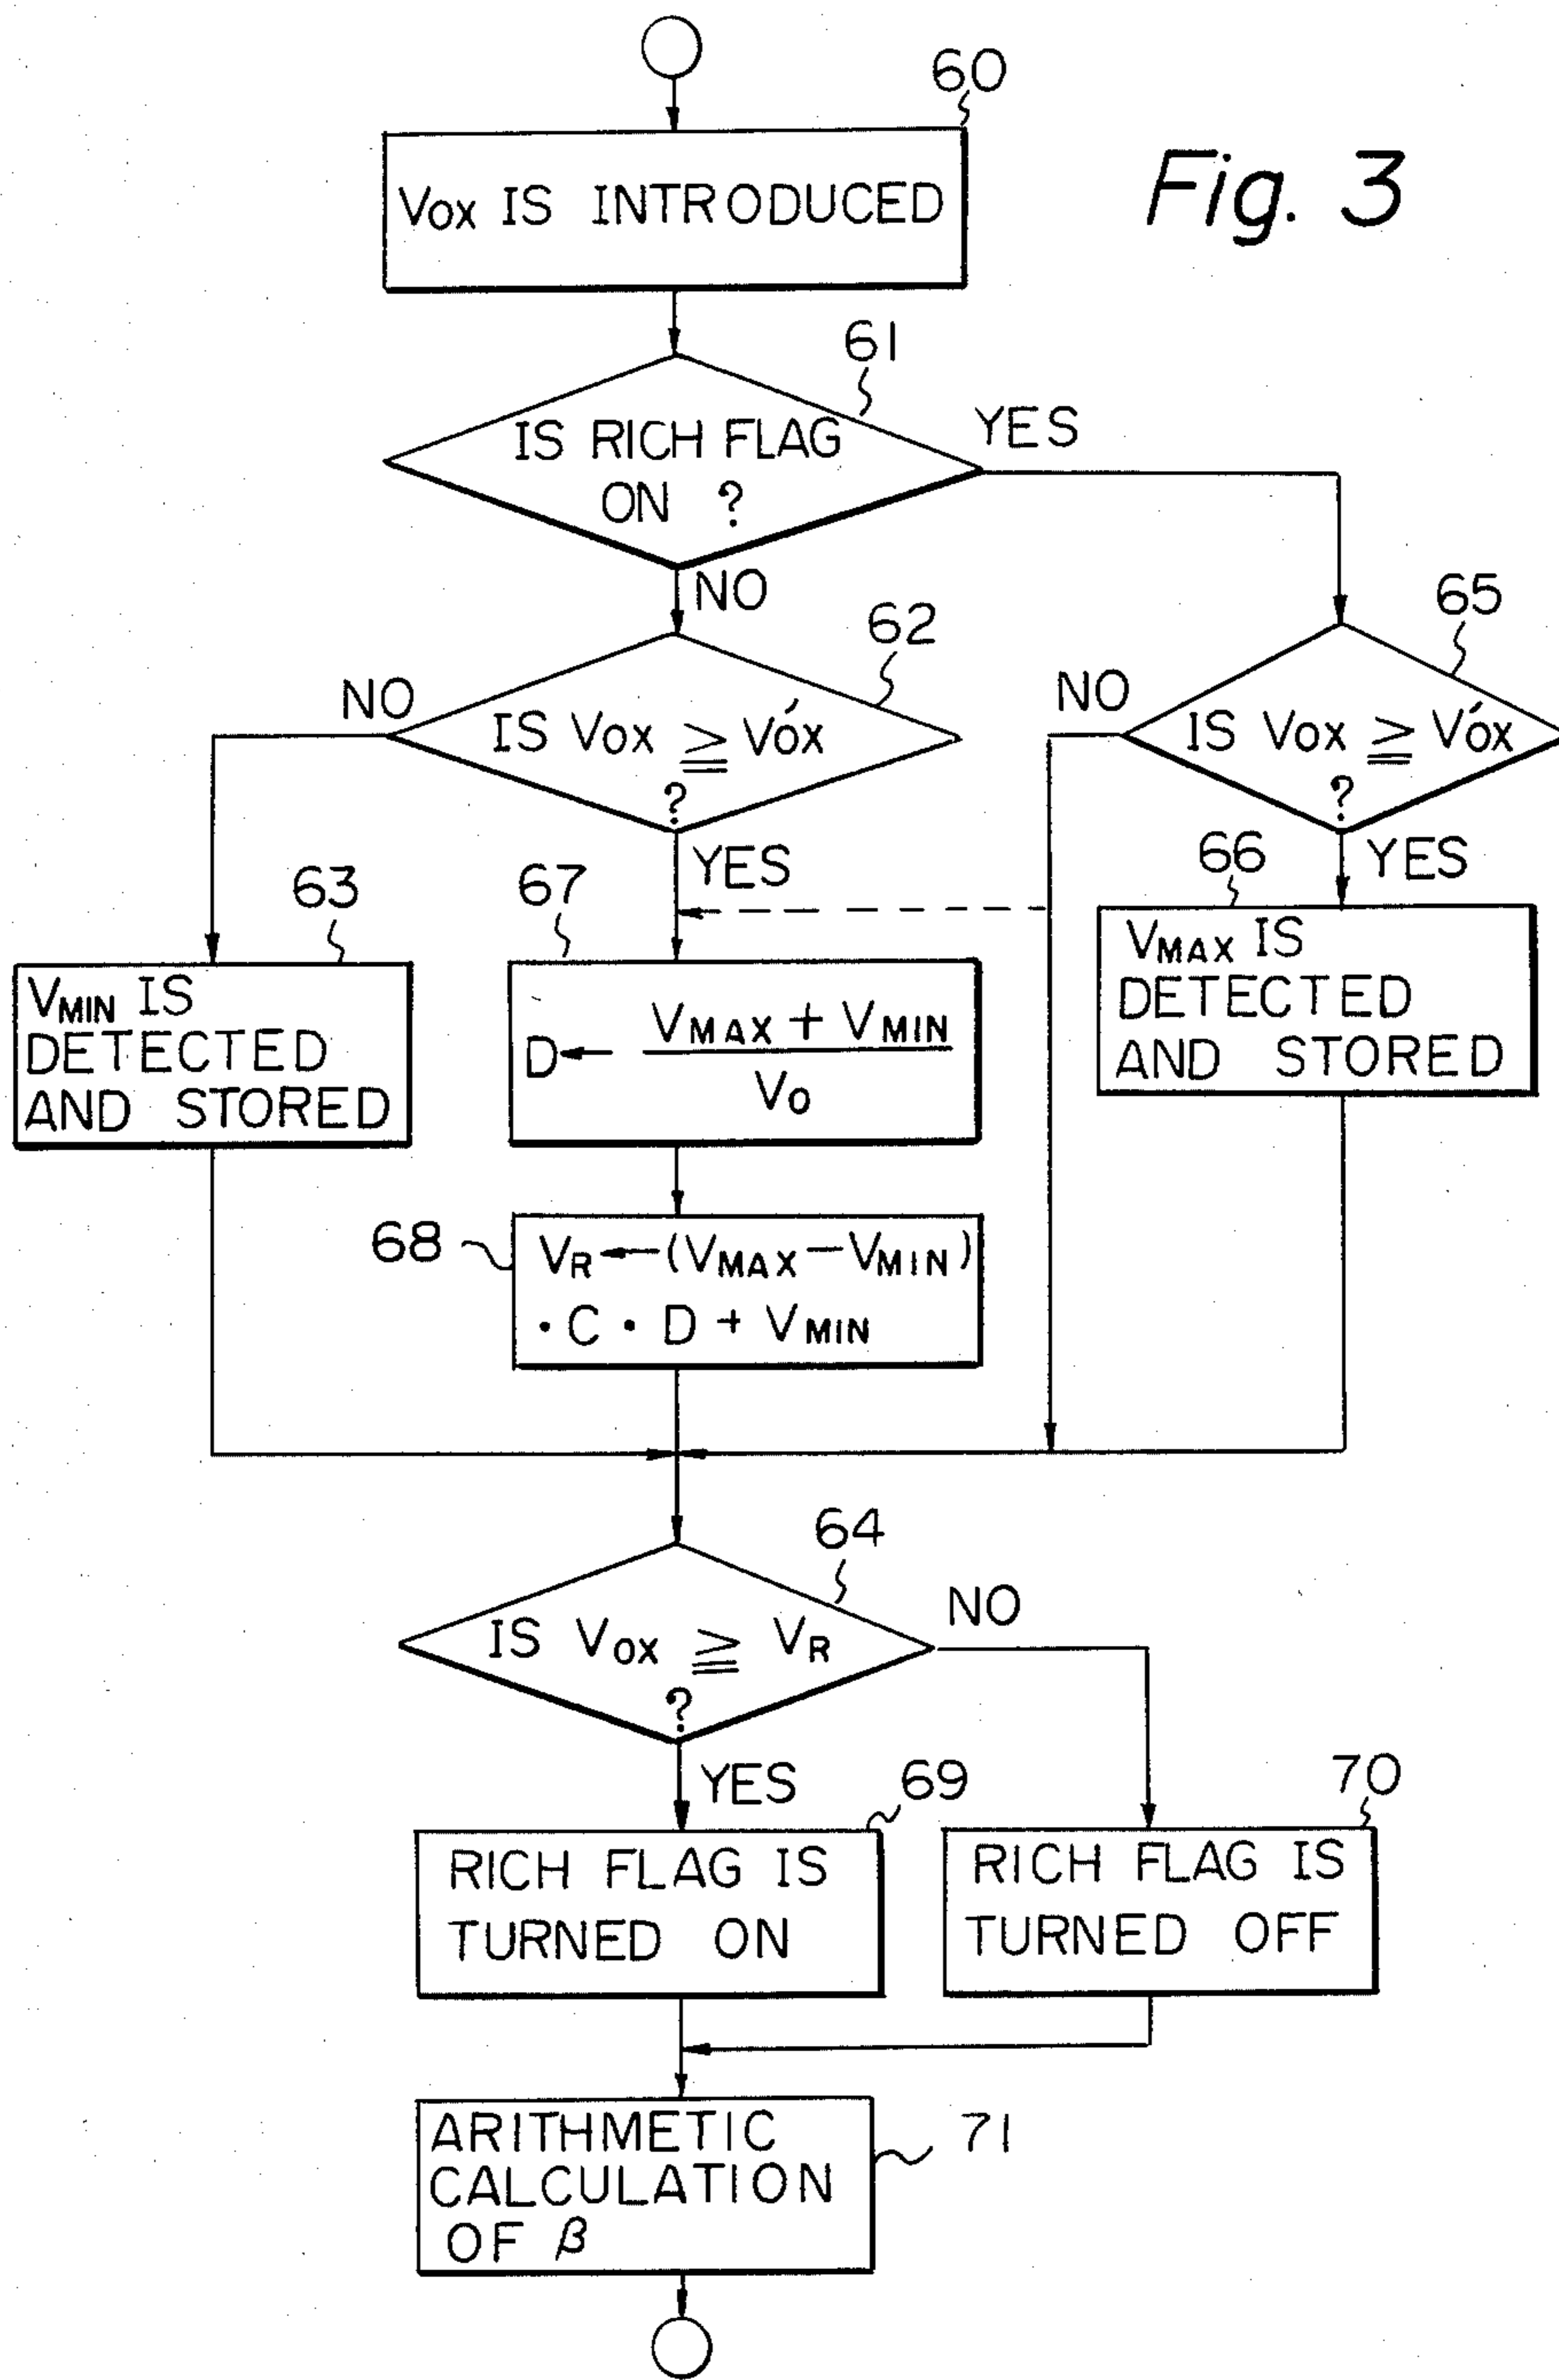 60
Fig. 3
VOX IS INTRODUCED
61
IS RICH FLAG
ON ?
YES
NO
62
65
NO
IS VOX ≧ V'OX
?
NO
IS VOX ≧ V'OX
?
YES
YES
63
67
66
VMIN IS
DETECTED
AND STORED
D← VMAX + VMIN
VO
VMAX IS
DETECTED
AND STORED
68
VR←(VMAX−VMIN)
·C · D + VMIN
64
IS VOX ≧ VR
?
NO
YES
69
70
RICH FLAG IS
TURNED ON
RICH FLAG IS
TURNED OFF
ARITHMETIC
CALCULATION
OF β
71